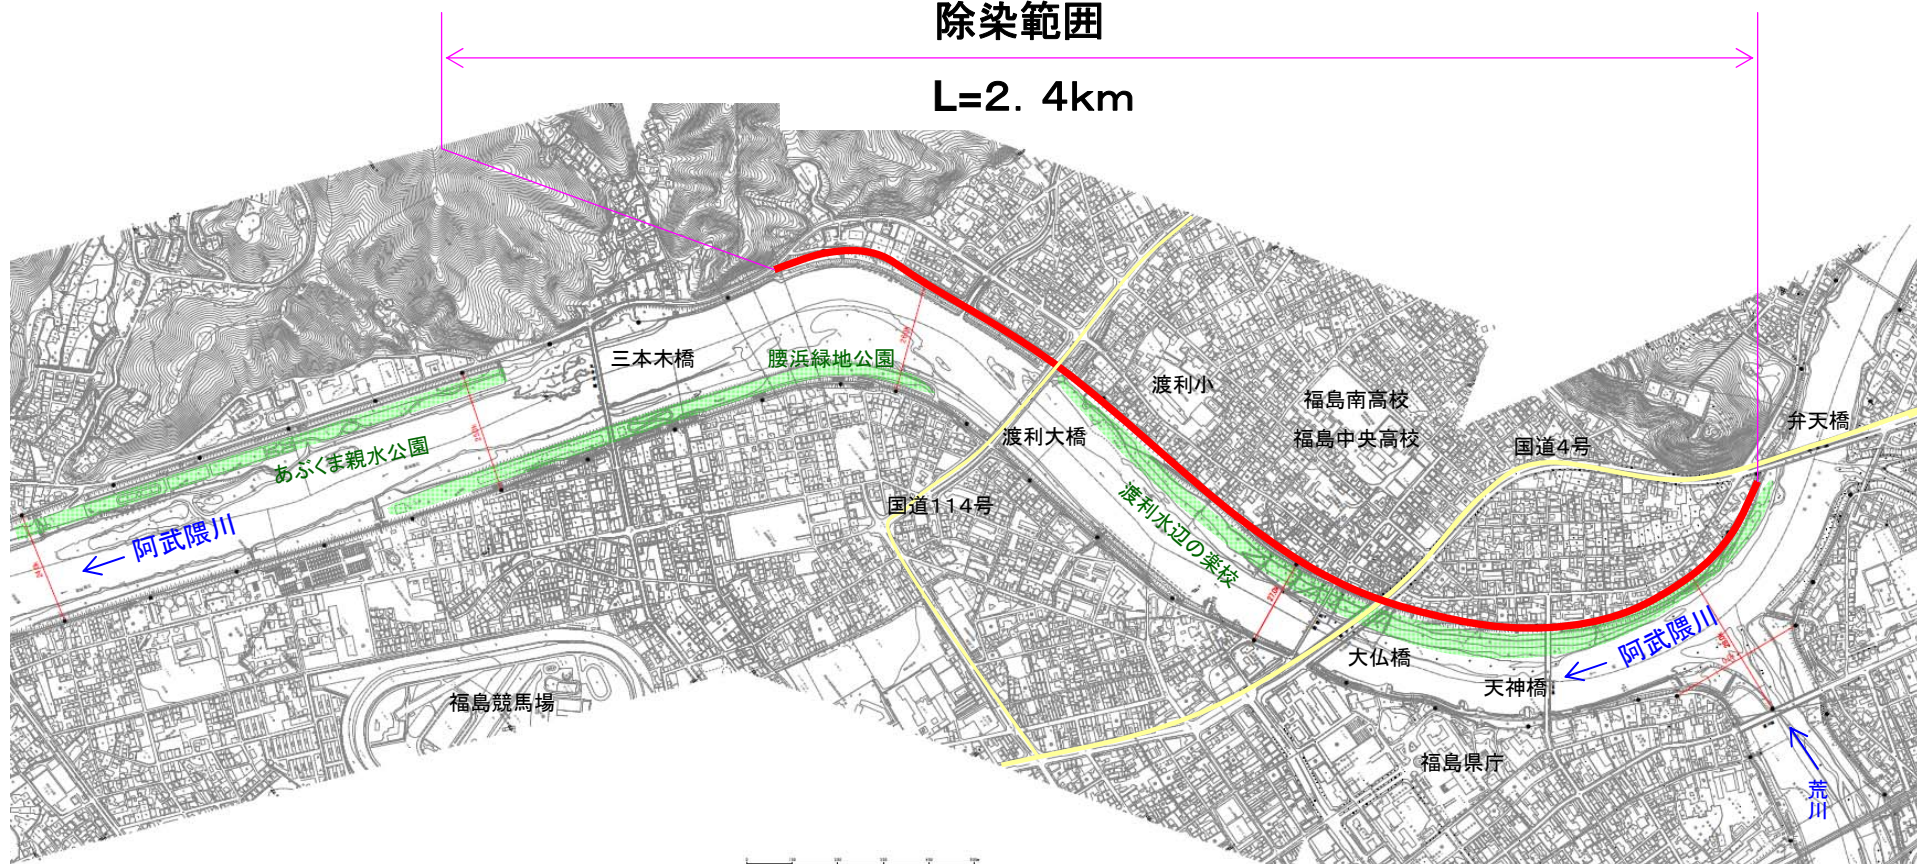 除染範囲
L=2．4km
三本木橋
腰浜緑地公園
渡利小
福島南高校
福島中央高校
弁天橋
国道4号
渡利大橋
あぶくま親水公園
国道114号
渡利水辺の楽校
阿武隈川
阿武隈川
大仏橋
天神橋
福島競馬場
福島県庁
荒川